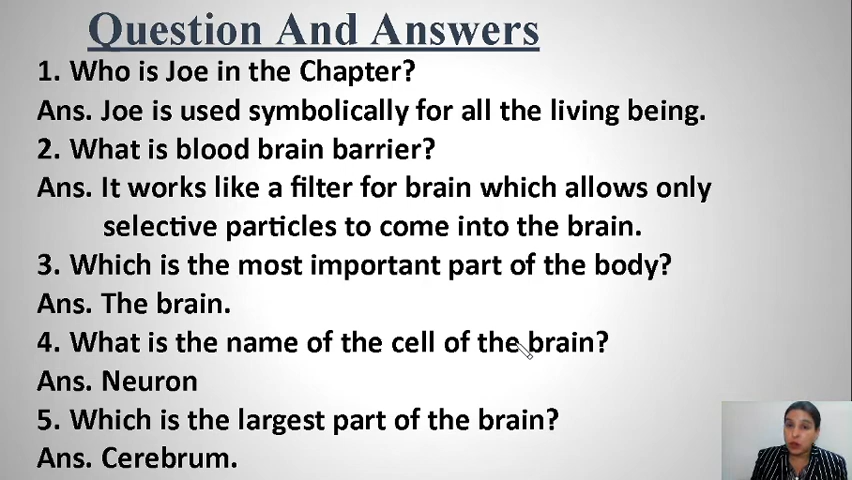 Question And Answers
1. Who is Joe in the Chapter?
Ans. Joe is used symbolically for all the living being.
2. What is blood brain barrier?
Ans. It works like a filter for brain which allows only
selective particles to come into the brain.
3. Which is the most important part of the body?
Ans. The brain.
4. What is the name of the cell of the brain?
Ans. Neuron
5. Which is the largest part of the brain?
Ans. Cerebrum.